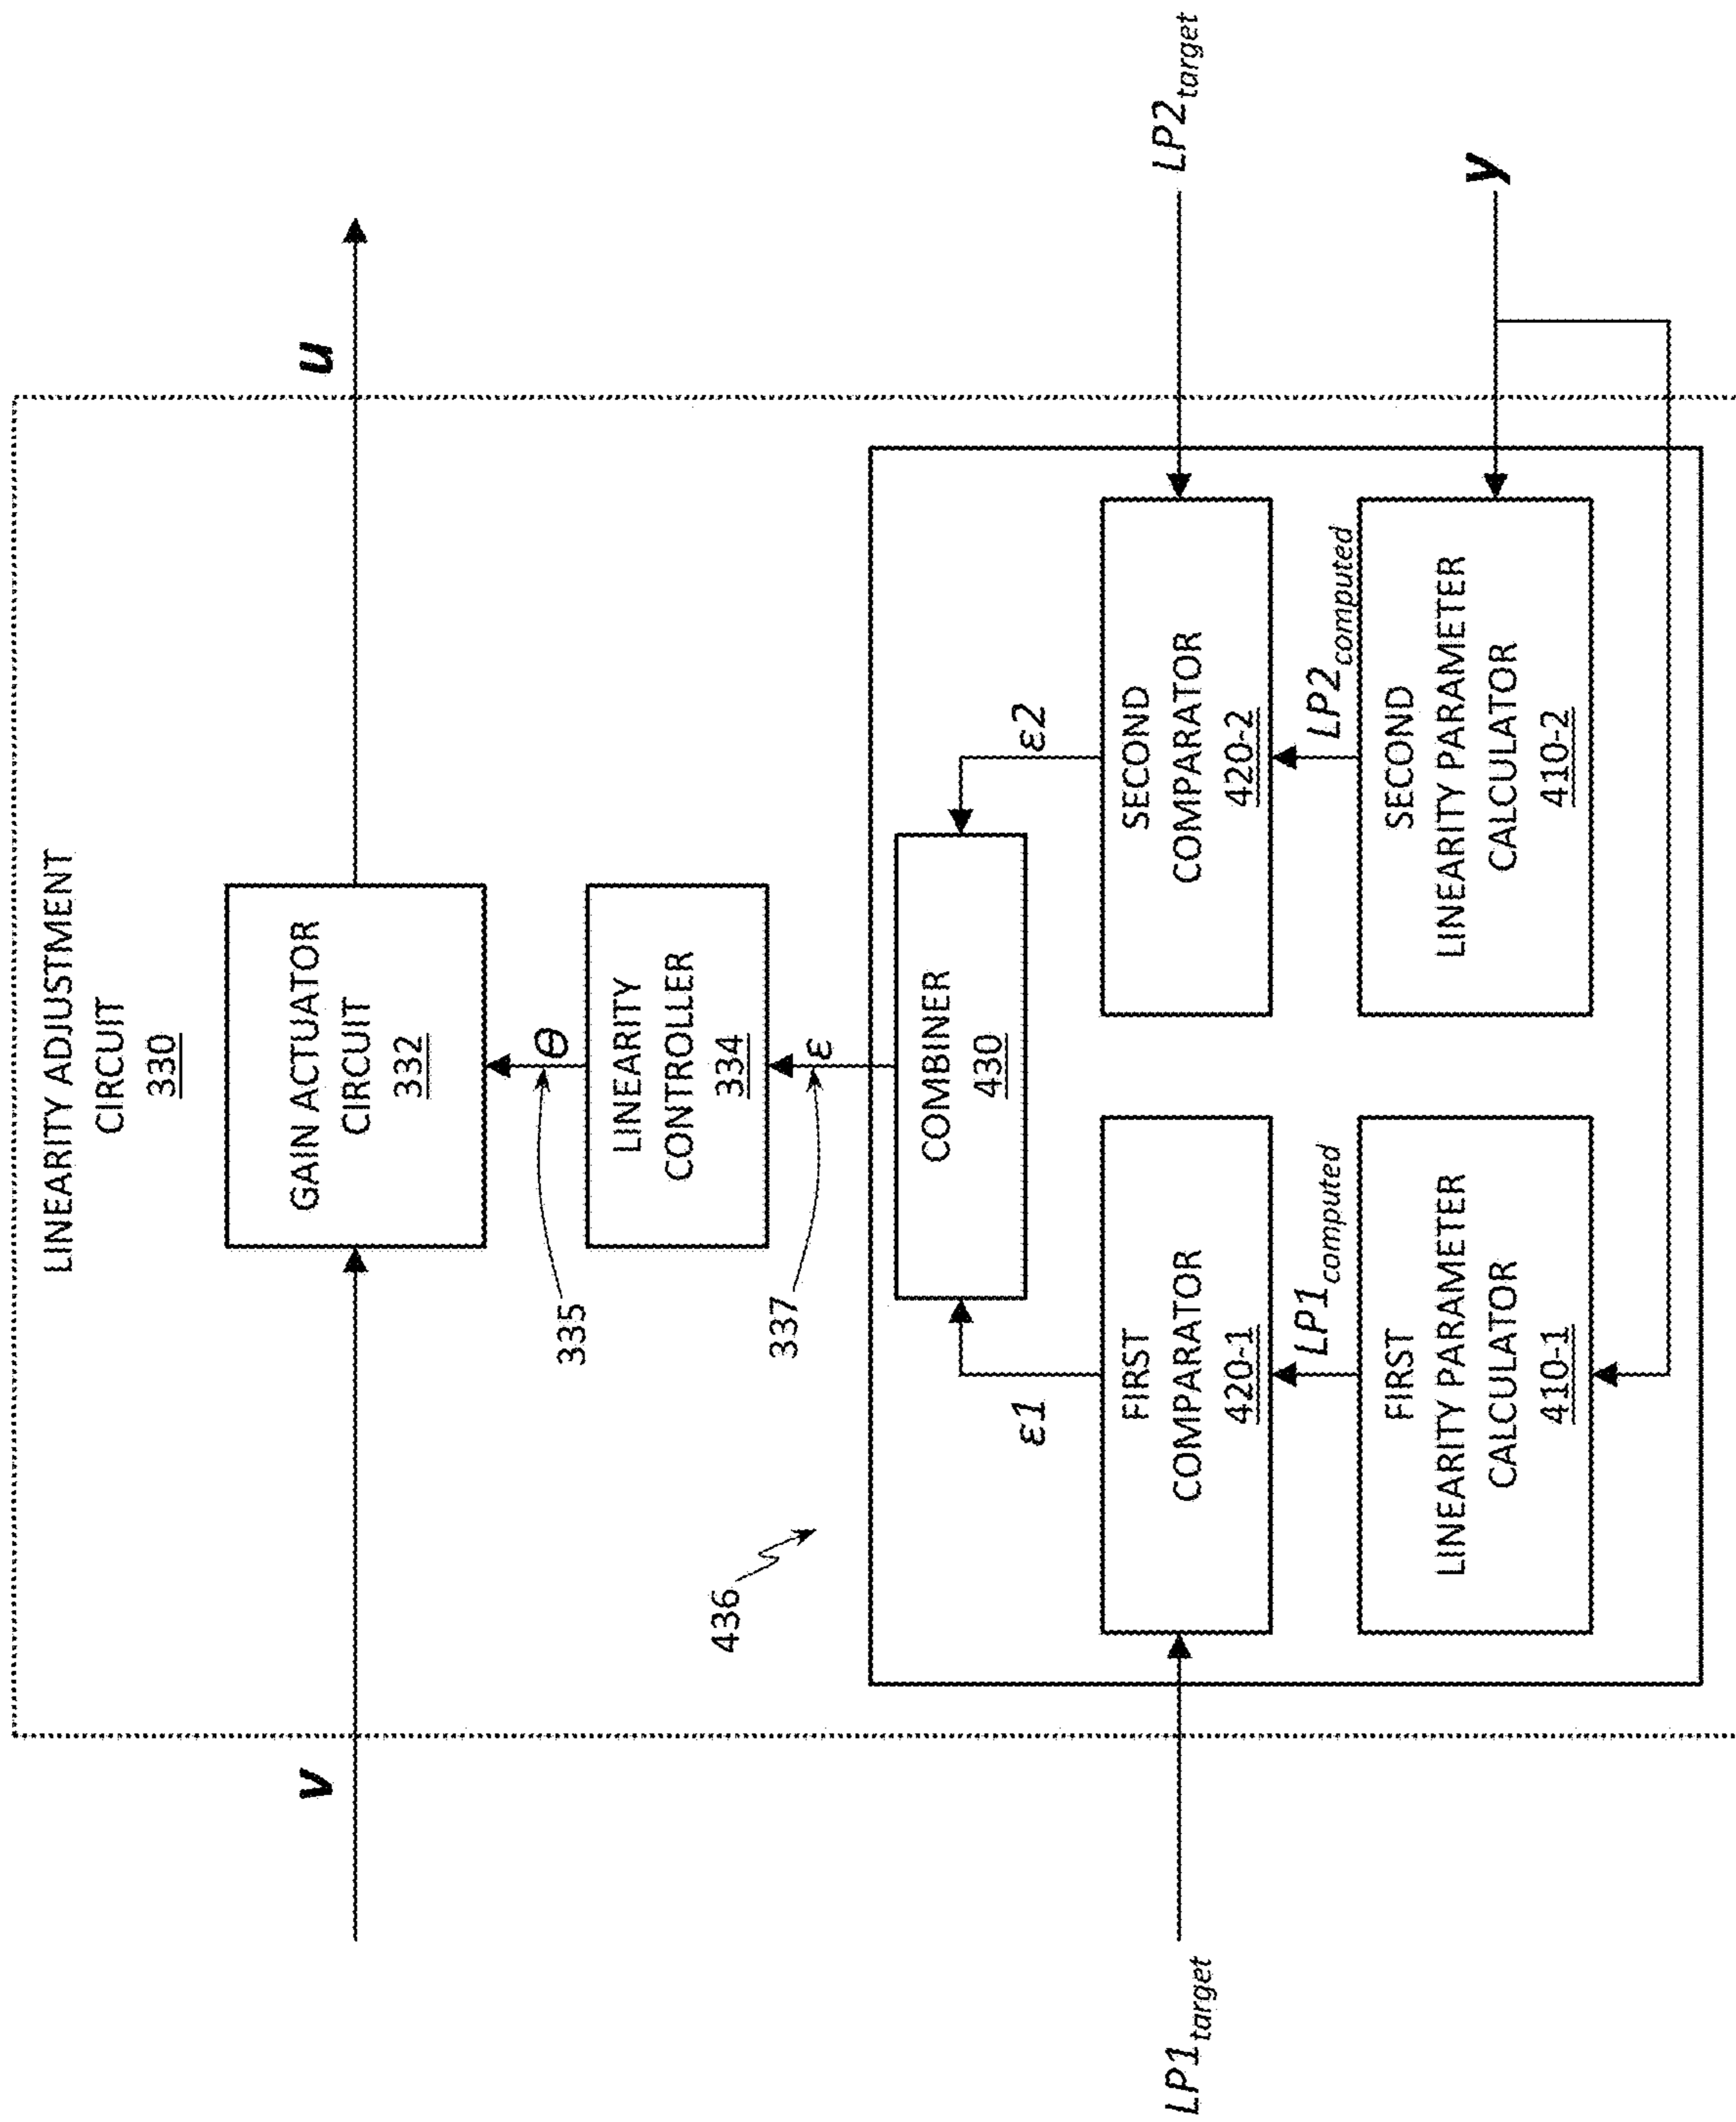 LINEARITY ADJUSTMENT
CIRCUIT
330
v
u
GAIN ACTUATOR
CIRCUIT
332
335
θ
LINEARITY
CONTROLLER
334
337
ε
436
COMBINER
430
ε1
ε2
LP1target
FIRST
COMPARATOR
420-1
SECOND
COMPARATOR
420-2
LP2target
LP1computed
LP2computed
FIRST
LINEARITY PARAMETER
CALCULATOR
410-1
SECOND
LINEARITY PARAMETER
CALCULATOR
410-2
y